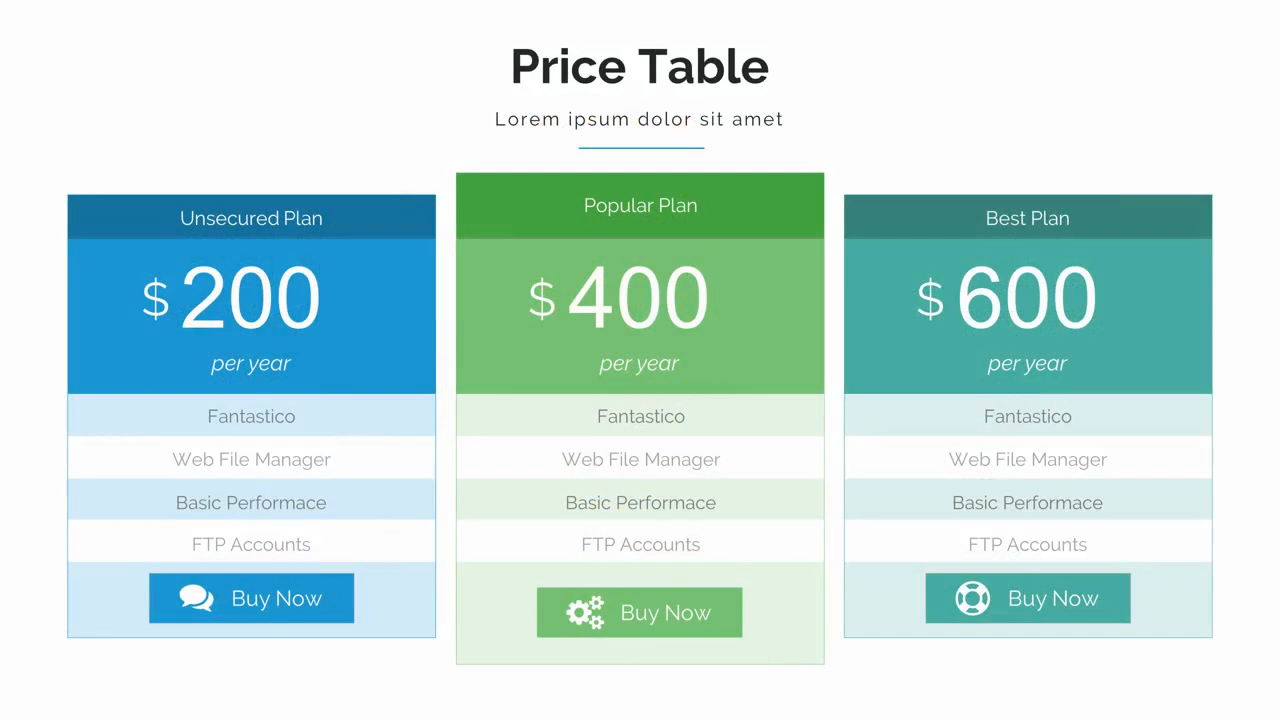 Price Table
Lorem ipsum dolor sit amet
Unsecured Plan
$ 200
per year
Fantastico
Web File Manager
Basic Performace
FTP Accounts
Buy Now
Popular Plan
$ 400
per year
Fantastico
Web File Manager
Basic Performace
FTP Accounts
Buy Now
Best Plan
$ 600
per year
Fantastico
Web File Manager
Basic Performace
FTP Accounts
Buy Now